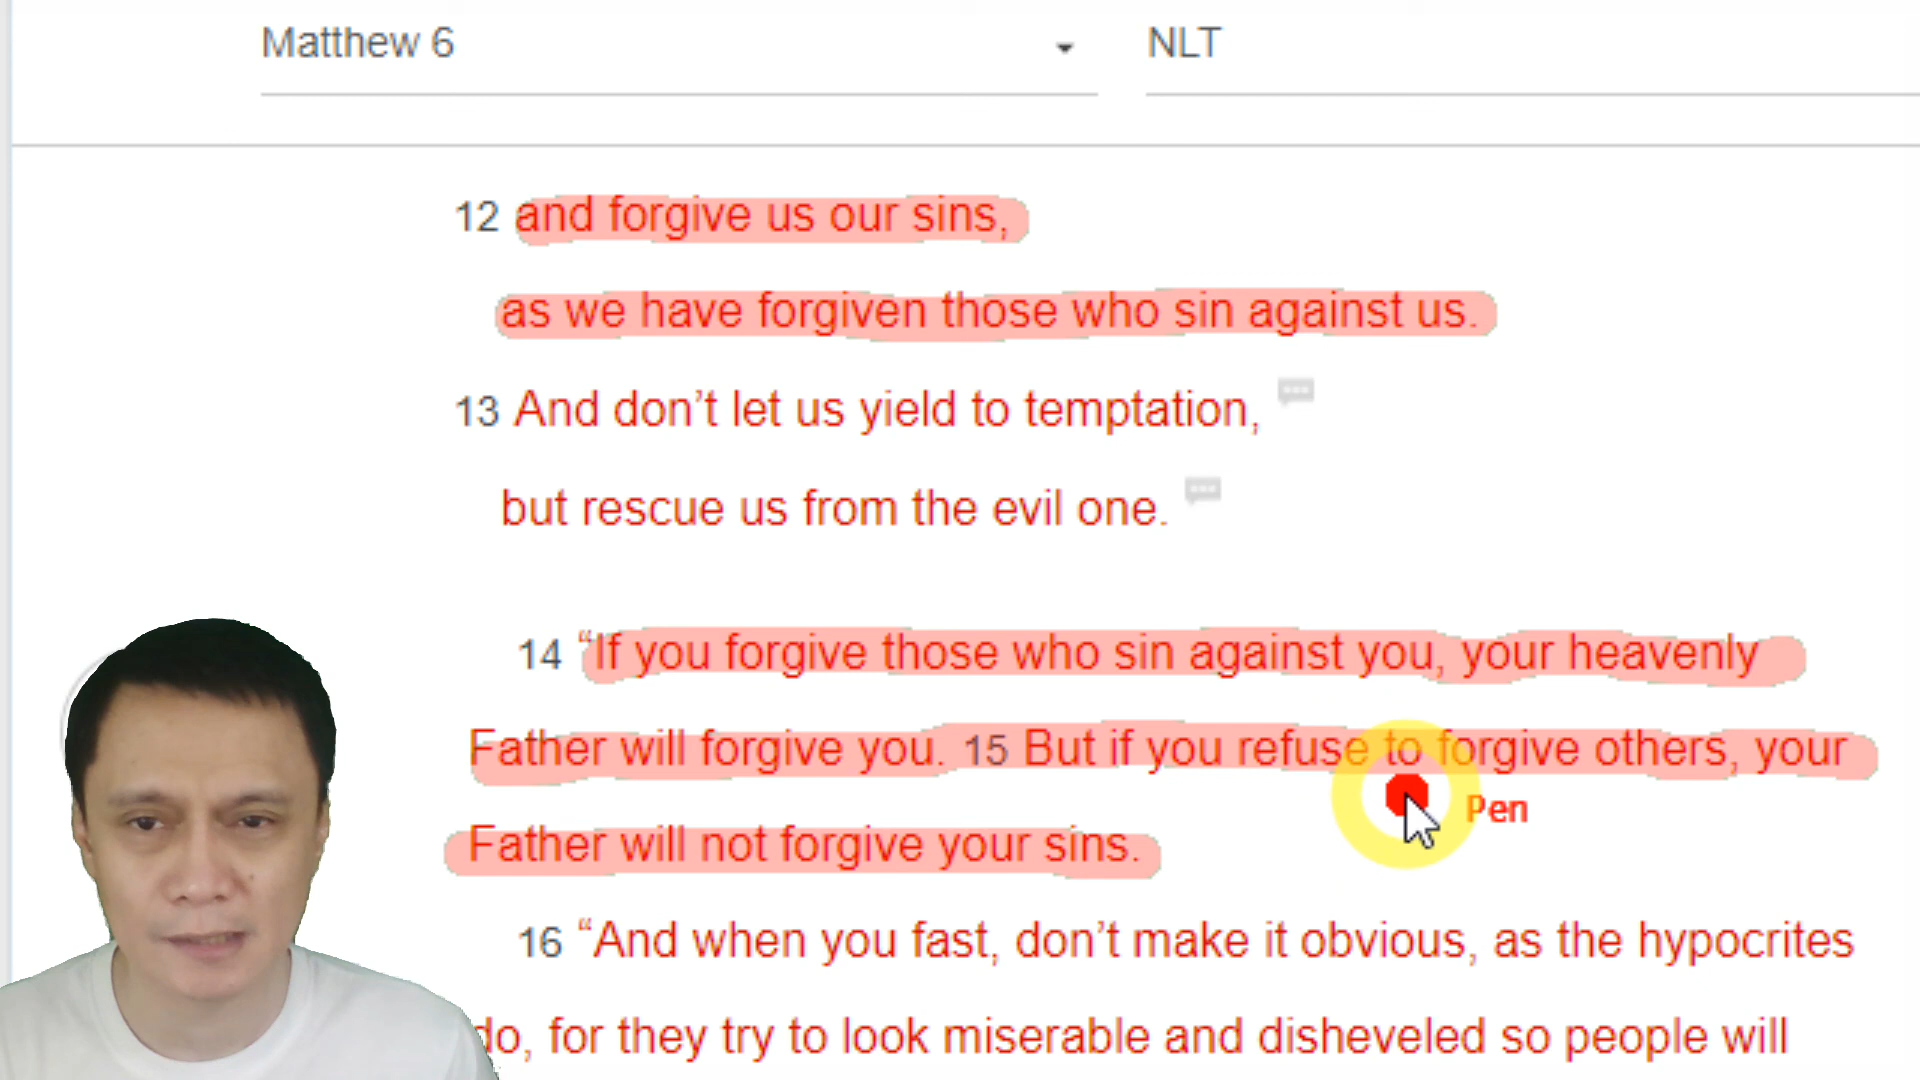 Matthew 6
NLT
12 and forgive us our sins,
as we have forgiven those who sin against us.
13 And don’t let us yield to temptation,
but rescue us from the evil one.
14 “If you forgive those who sin against you, your heavenly
Father will forgive you. 15 But if you refuse to forgive others, your
Pen
Father will not forgive your sins.
16 “And when you fast, don’t make it obvious, as the hypocrites
do, for they try to look miserable and disheveled so people will